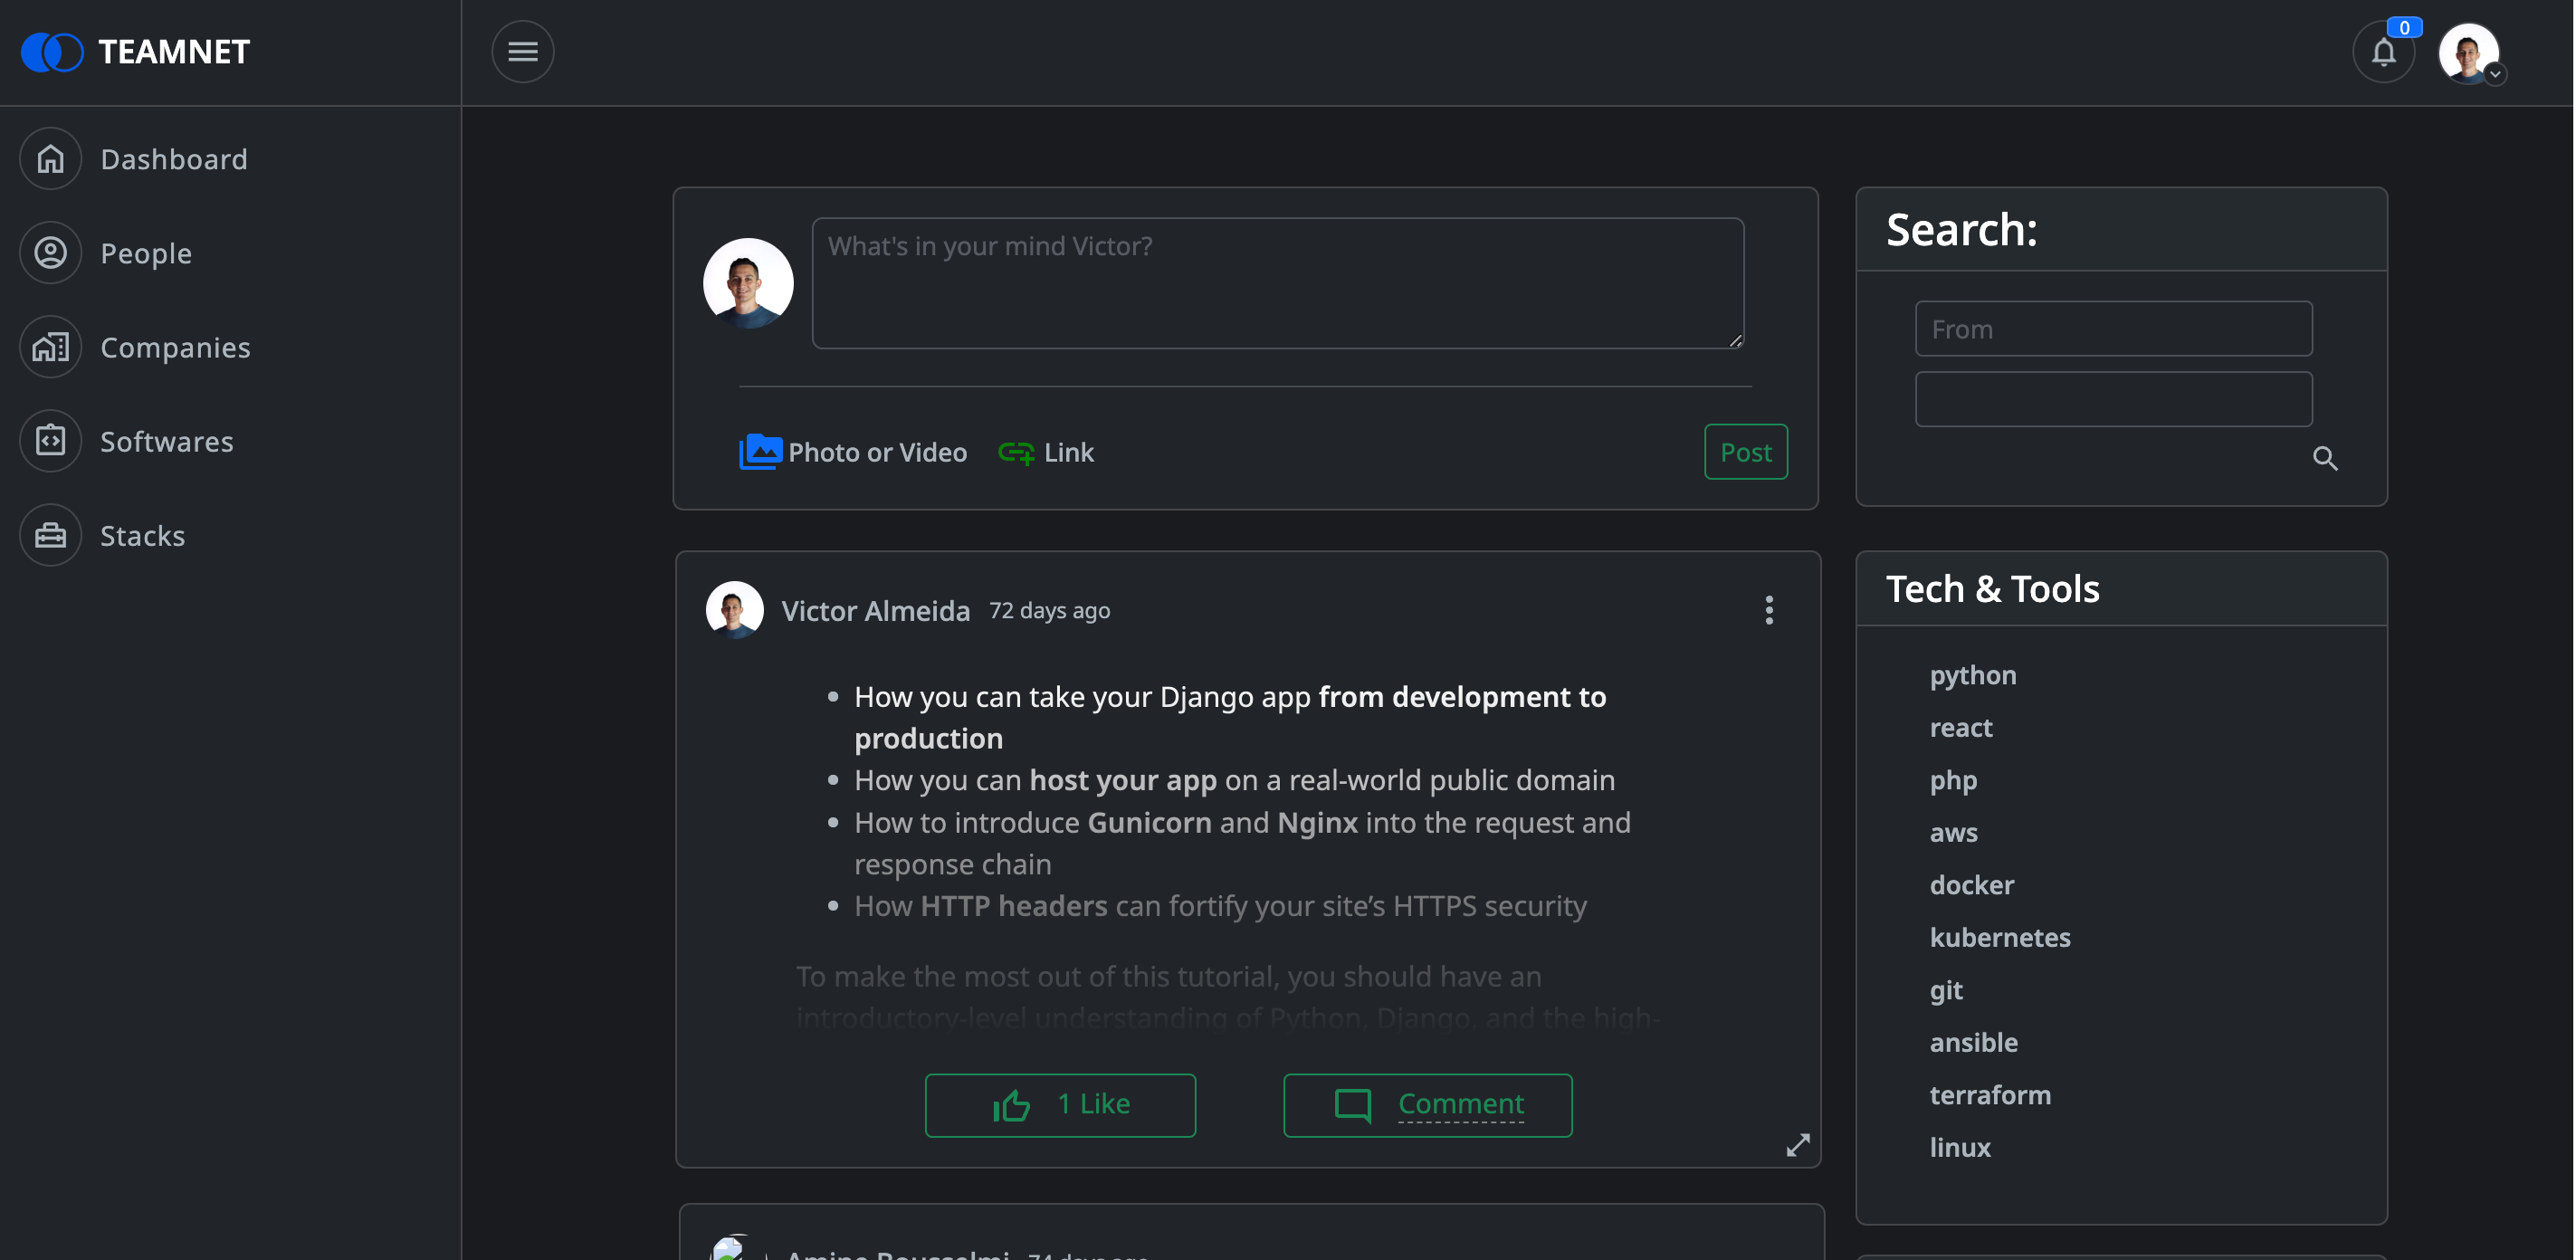 TEAMNET
0
Dashboard
People
Companies
Softwares
Stacks
What's in your mind Victor?
Photo or Video
Link
Post
Search:
From
Victor Almeida 72 days ago
How you can take your Django app from development to
production
How you can host your app on a real-world public domain
How to introduce Gunicorn and Nginx into the request and
response chain
How HTTP headers can fortify your site’s HTTPS security
To make the most out of this tutorial, you should have an
introductory-level understanding of Python, Django, and the high-
1 Like
Comment
Tech & Tools
python
react
php
aws
docker
kubernetes
git
ansible
terraform
linux
Amine Bousselmi 74 days ago